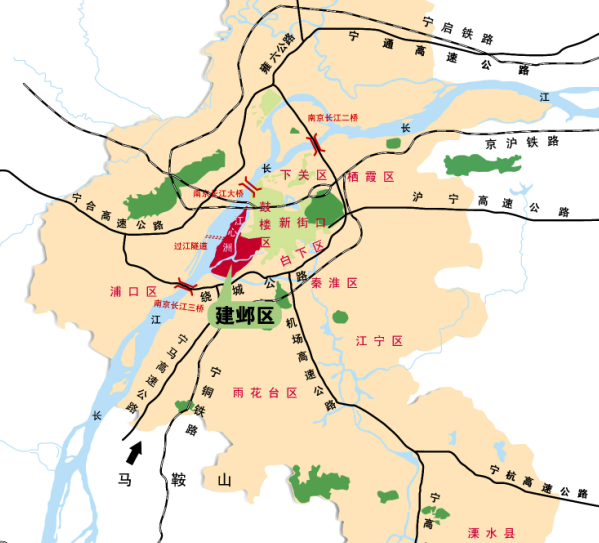 宁启铁路
雍六公路
宁通高速公路
江
南京长江二桥
长
京沪铁路
长
下关区
栖霞区
南京长江大桥
宁合高速公路
沪宁高速公路
鼓楼区
新街口
江心洲
过江隧道
白下区
浦口区
绕城公路
秦淮区
南京长江三桥
建邺区
江
宁马高速公路
机场高速公路
江宁区
宁铜铁路
雨花台区
长
马鞍山
宁杭高速公路
宁高
溧水县